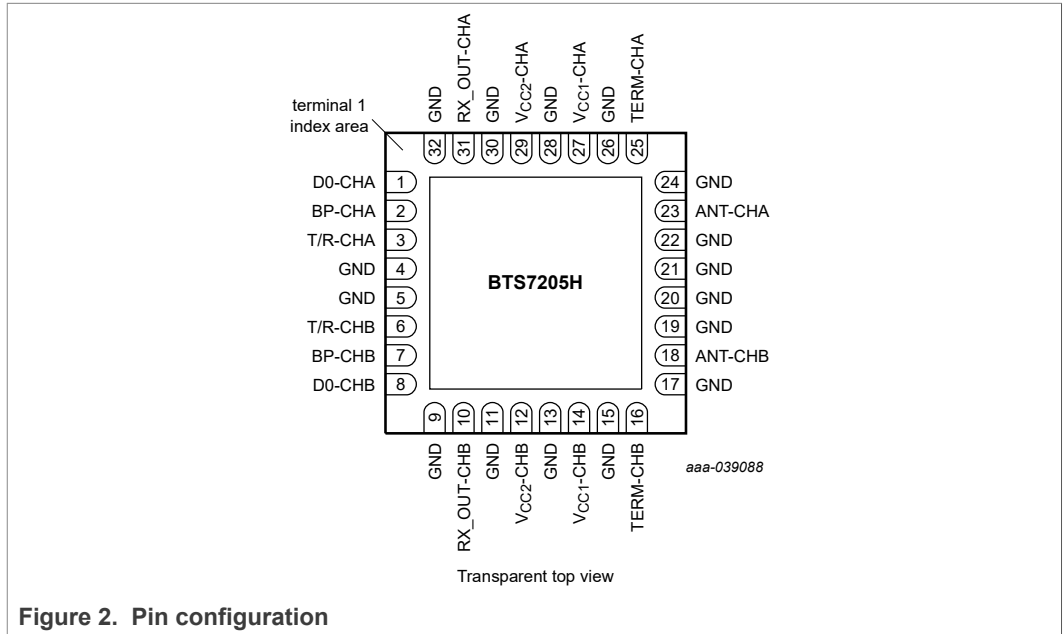 GND
RX_OUT-CHA
GND
VCC2-CHA
GND
VCC1-CHA
GND
TERM-CHA
terminal 1
index area
32
31
30
29
28
27
26
25
D0-CHA 1
BP-CHA 2
T/R-CHA 3
GND 4
GND 5
T/R-CHB 6
BP-CHB 7
D0-CHB 8
BTS7205H
24 GND
23 ANT-CHA
22 GND
21 GND
20 GND
19 GND
18 ANT-CHB
17 GND
9
10
11
12
13
14
15
16
GND
RX_OUT-CHB
GND
VCC2-CHB
GND
VCC1-CHB
GND
TERM-CHB
aaa-039088
Transparent top view
Figure 2. Pin configuration